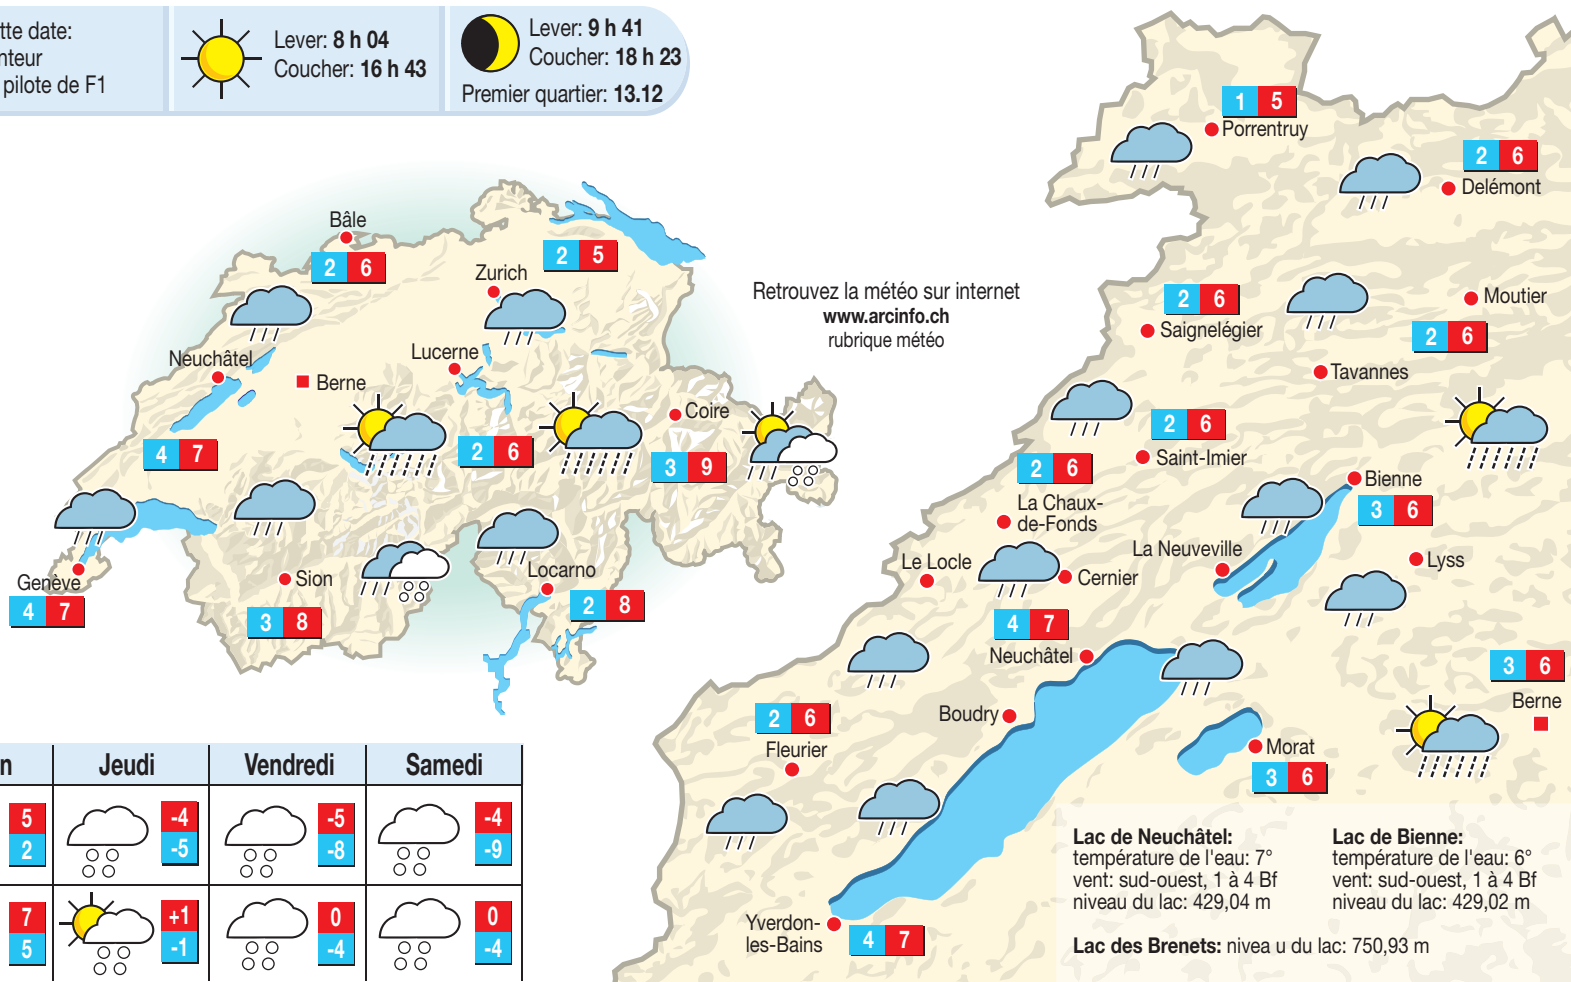 tte date:
nteur
pilote de F1
Lever: 8 h 04
Coucher: 16 h 43
Lever: 9 h 41
Coucher: 18 h 23
Premier quartier: 13.12
Bâle
2 6
Zurich
2 5
Neuchâtel
4 7
Berne
Lucerne
2 6
Coire
3 9
Genève
4 7
Sion
3 8
Locarno
2 8
Retrouvez la météo sur internet
www.arcinfo.ch
rubrique météo
1 5
Porrentruy
2 6
Delémont
2 6
Saignelégier
Moutier
2 6
Tavannes
2 6
Saint-Imier
2 6
La Chaux-
de-Fonds
Bienne
3 6
La Neuveville
Lyss
Le Locle
Cernier
4 7
Neuchâtel
3 6
Berne
Boudry
2 6
Fleurier
Morat
3 6
Yverdon-
les-Bains
4 7
n Jeudi Vendredi Samedi
5 -4 -5 -4
2 -5 -8 -9
7 +1 0 0
5 -1 -4 -4
Lac de Neuchâtel:
température de l'eau: 7°
vent: sud-ouest, 1 à 4 Bf
niveau du lac: 429,04 m
Lac de Bienne:
température de l'eau: 6°
vent: sud-ouest, 1 à 4 Bf
niveau du lac: 429,02 m
Lac des Brenets: nivea u du lac: 750,93 m